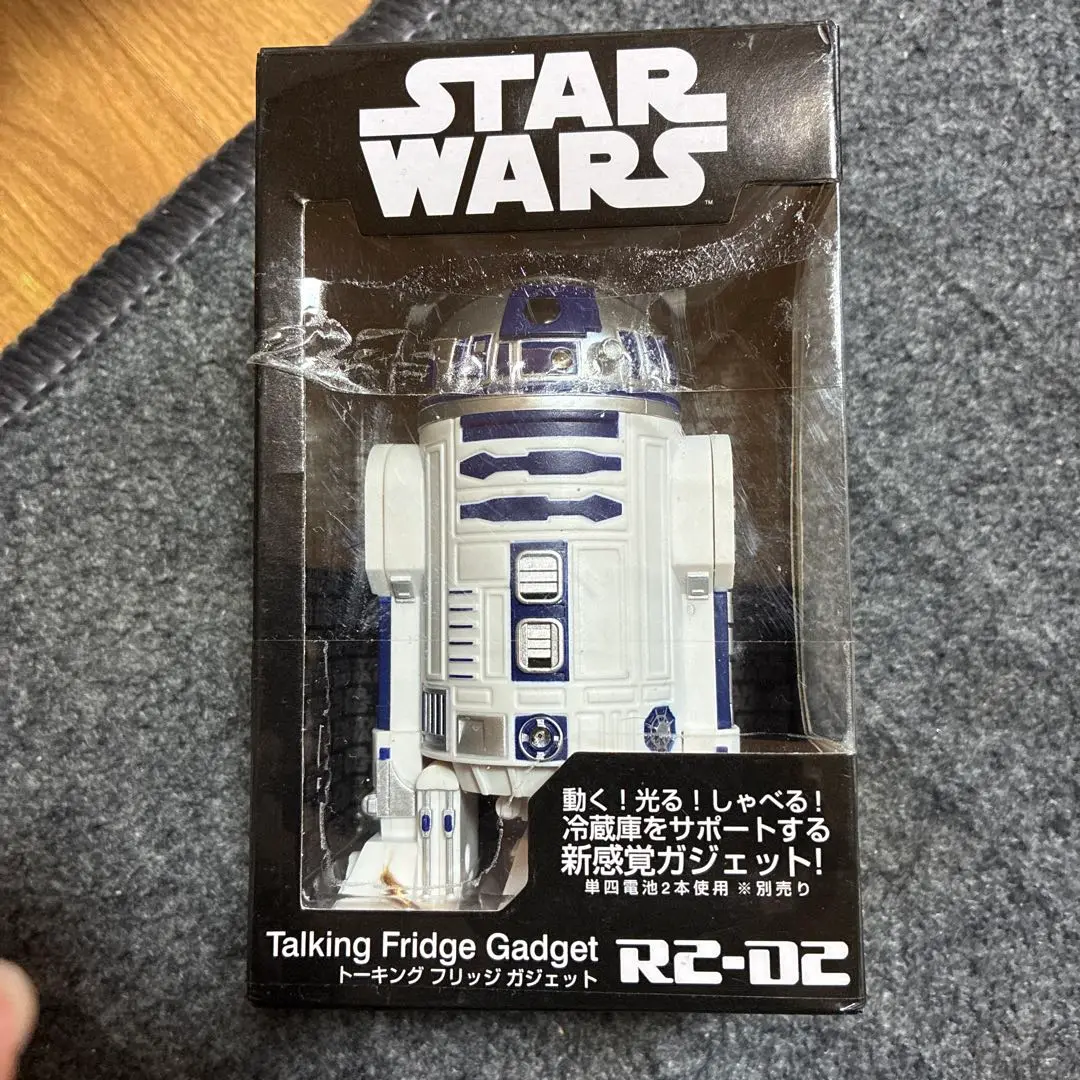 STAR
WARS
TM
動く！光る！しゃべる！
冷蔵庫をサポートする
新感覚ガジェット！
単四電池2本使用 ※別売り
Talking Fridge Gadget
トーキング フリッジ ガジェット
R2-D2